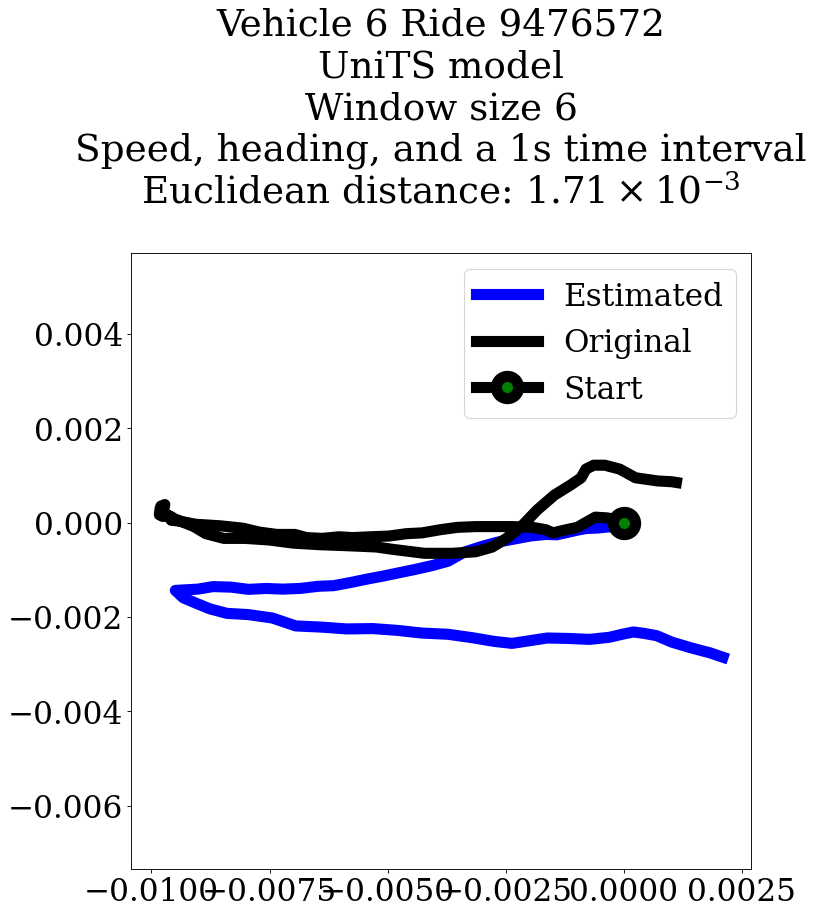 Vehicle 6 Ride 9476572
UniTS model
Window size 6
Speed, heading, and a 1s time interval
Euclidean distance: 1.71 × 10⁻³
Estimated
Original
Start
0.004
0.002
0.000
−0.002
−0.004
−0.006
−0.0100 −0.0075 −0.0050 −0.0025 0.0000 0.0025